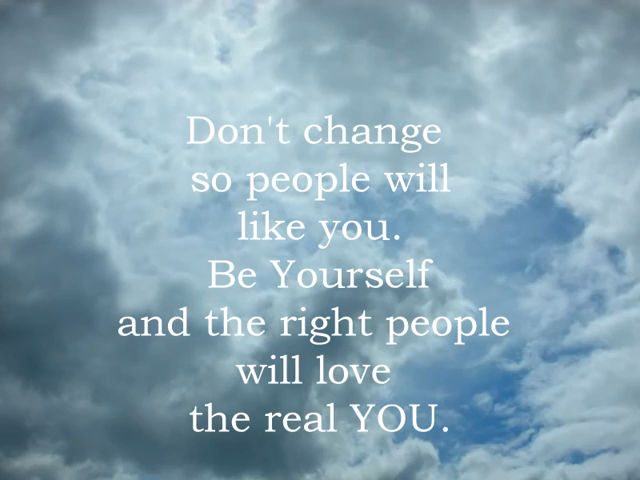 Don't change
so people will
like you.
Be Yourself
and the right people
will love
the real YOU.